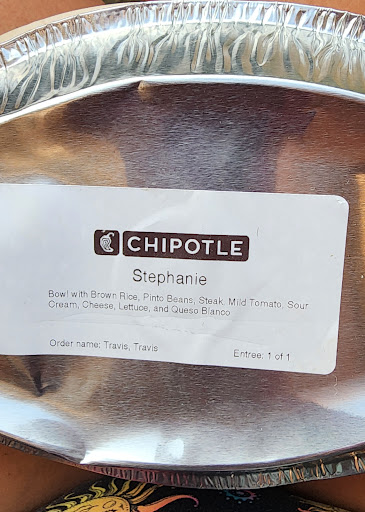 CHIPOTLE
Stephanie
Bowl with Brown Rice, Pinto Beans, Steak, Mild Tomato, Sour
Cream, Cheese, Lettuce, and Queso Blanco
Order name: Travis, Travis
Entree: 1 of 1